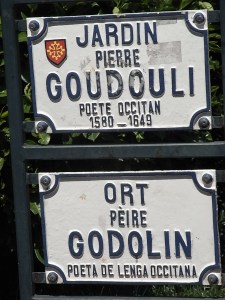 JARDIN
PIERRE
GOUDOULI
POETE OCCITAN
1580-1649
ORT
PÈIRE
GODOLIN
POETA DE LENGA OCCITANA